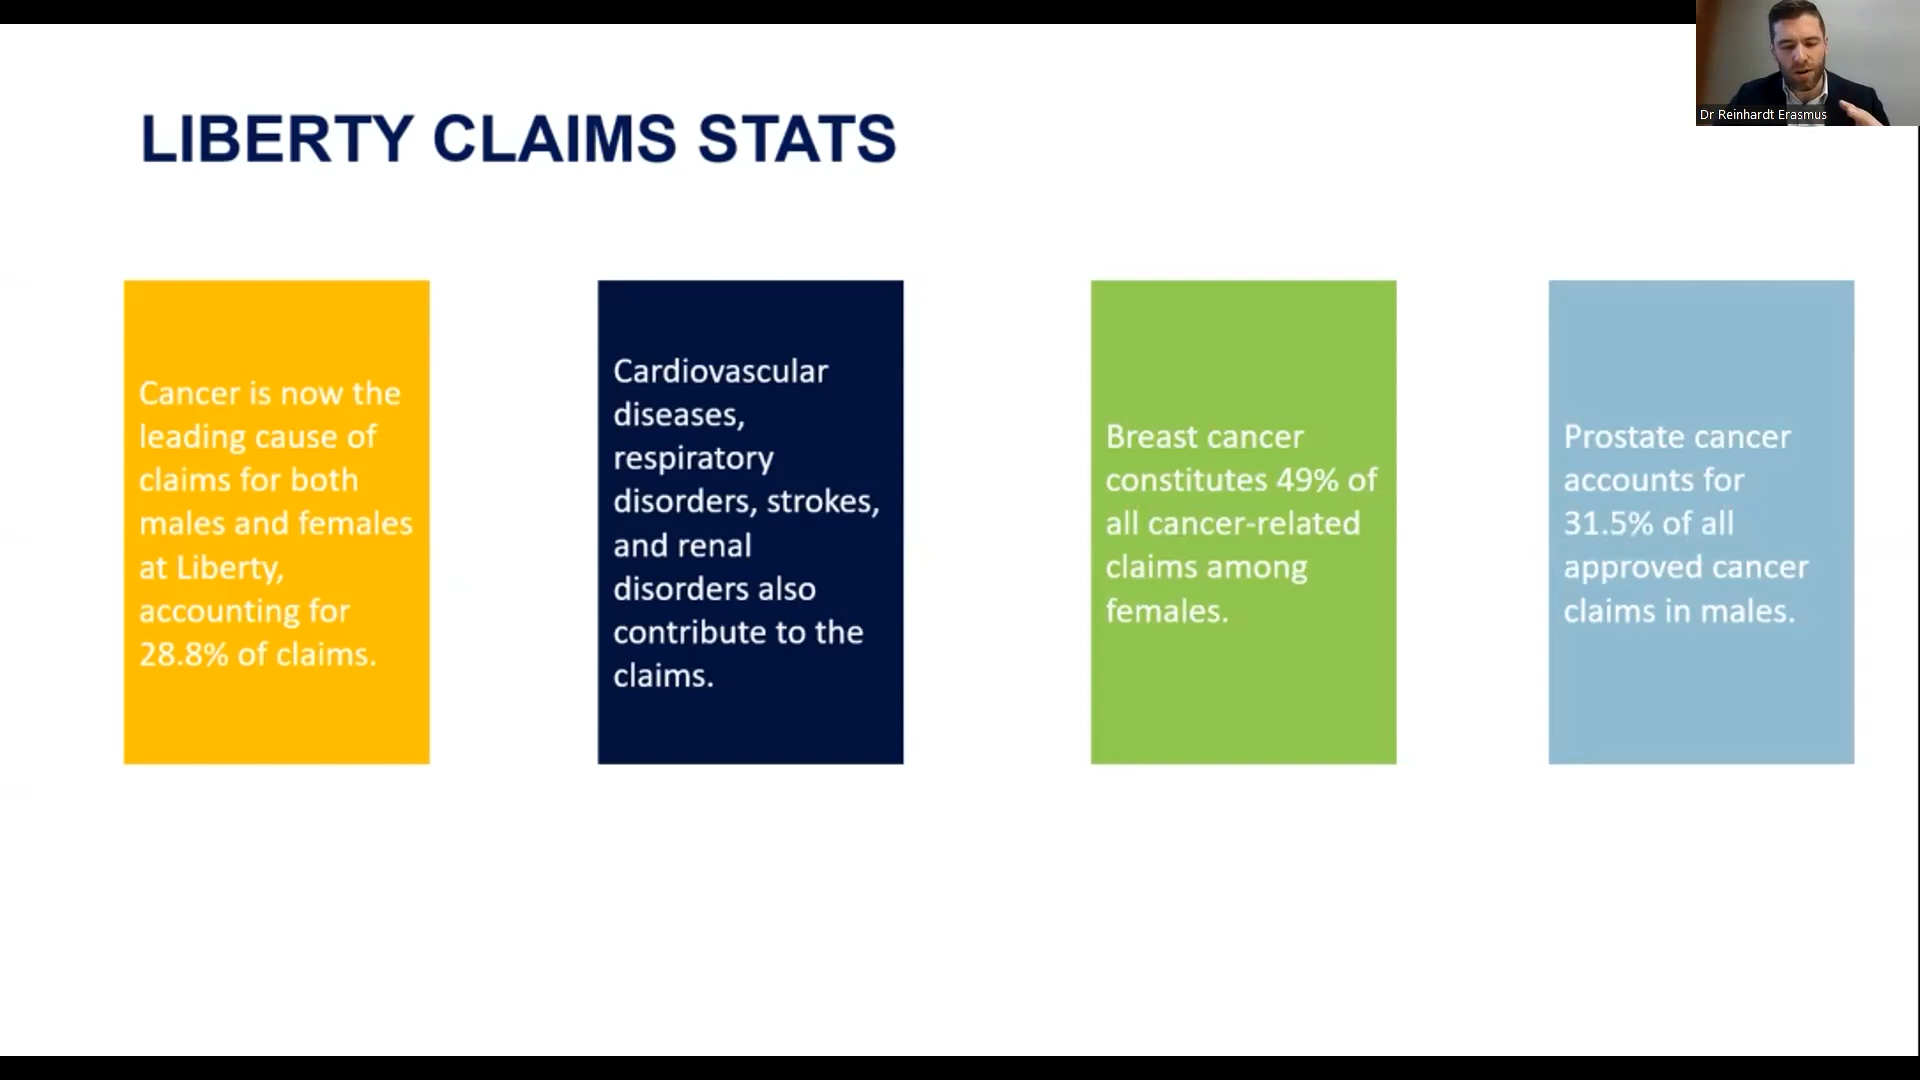 LIBERTY CLAIMS STATS
Dr Reinhardt Erasmus
Cancer is now the
leading cause of
claims for both
males and females
at Liberty,
accounting for
28.8% of claims.
Cardiovascular
diseases,
respiratory
disorders, strokes,
and renal
disorders also
contribute to the
claims.
Breast cancer
constitutes 49% of
all cancer-related
claims among
females.
Prostate cancer
accounts for
31.5% of all
approved cancer
claims in males.